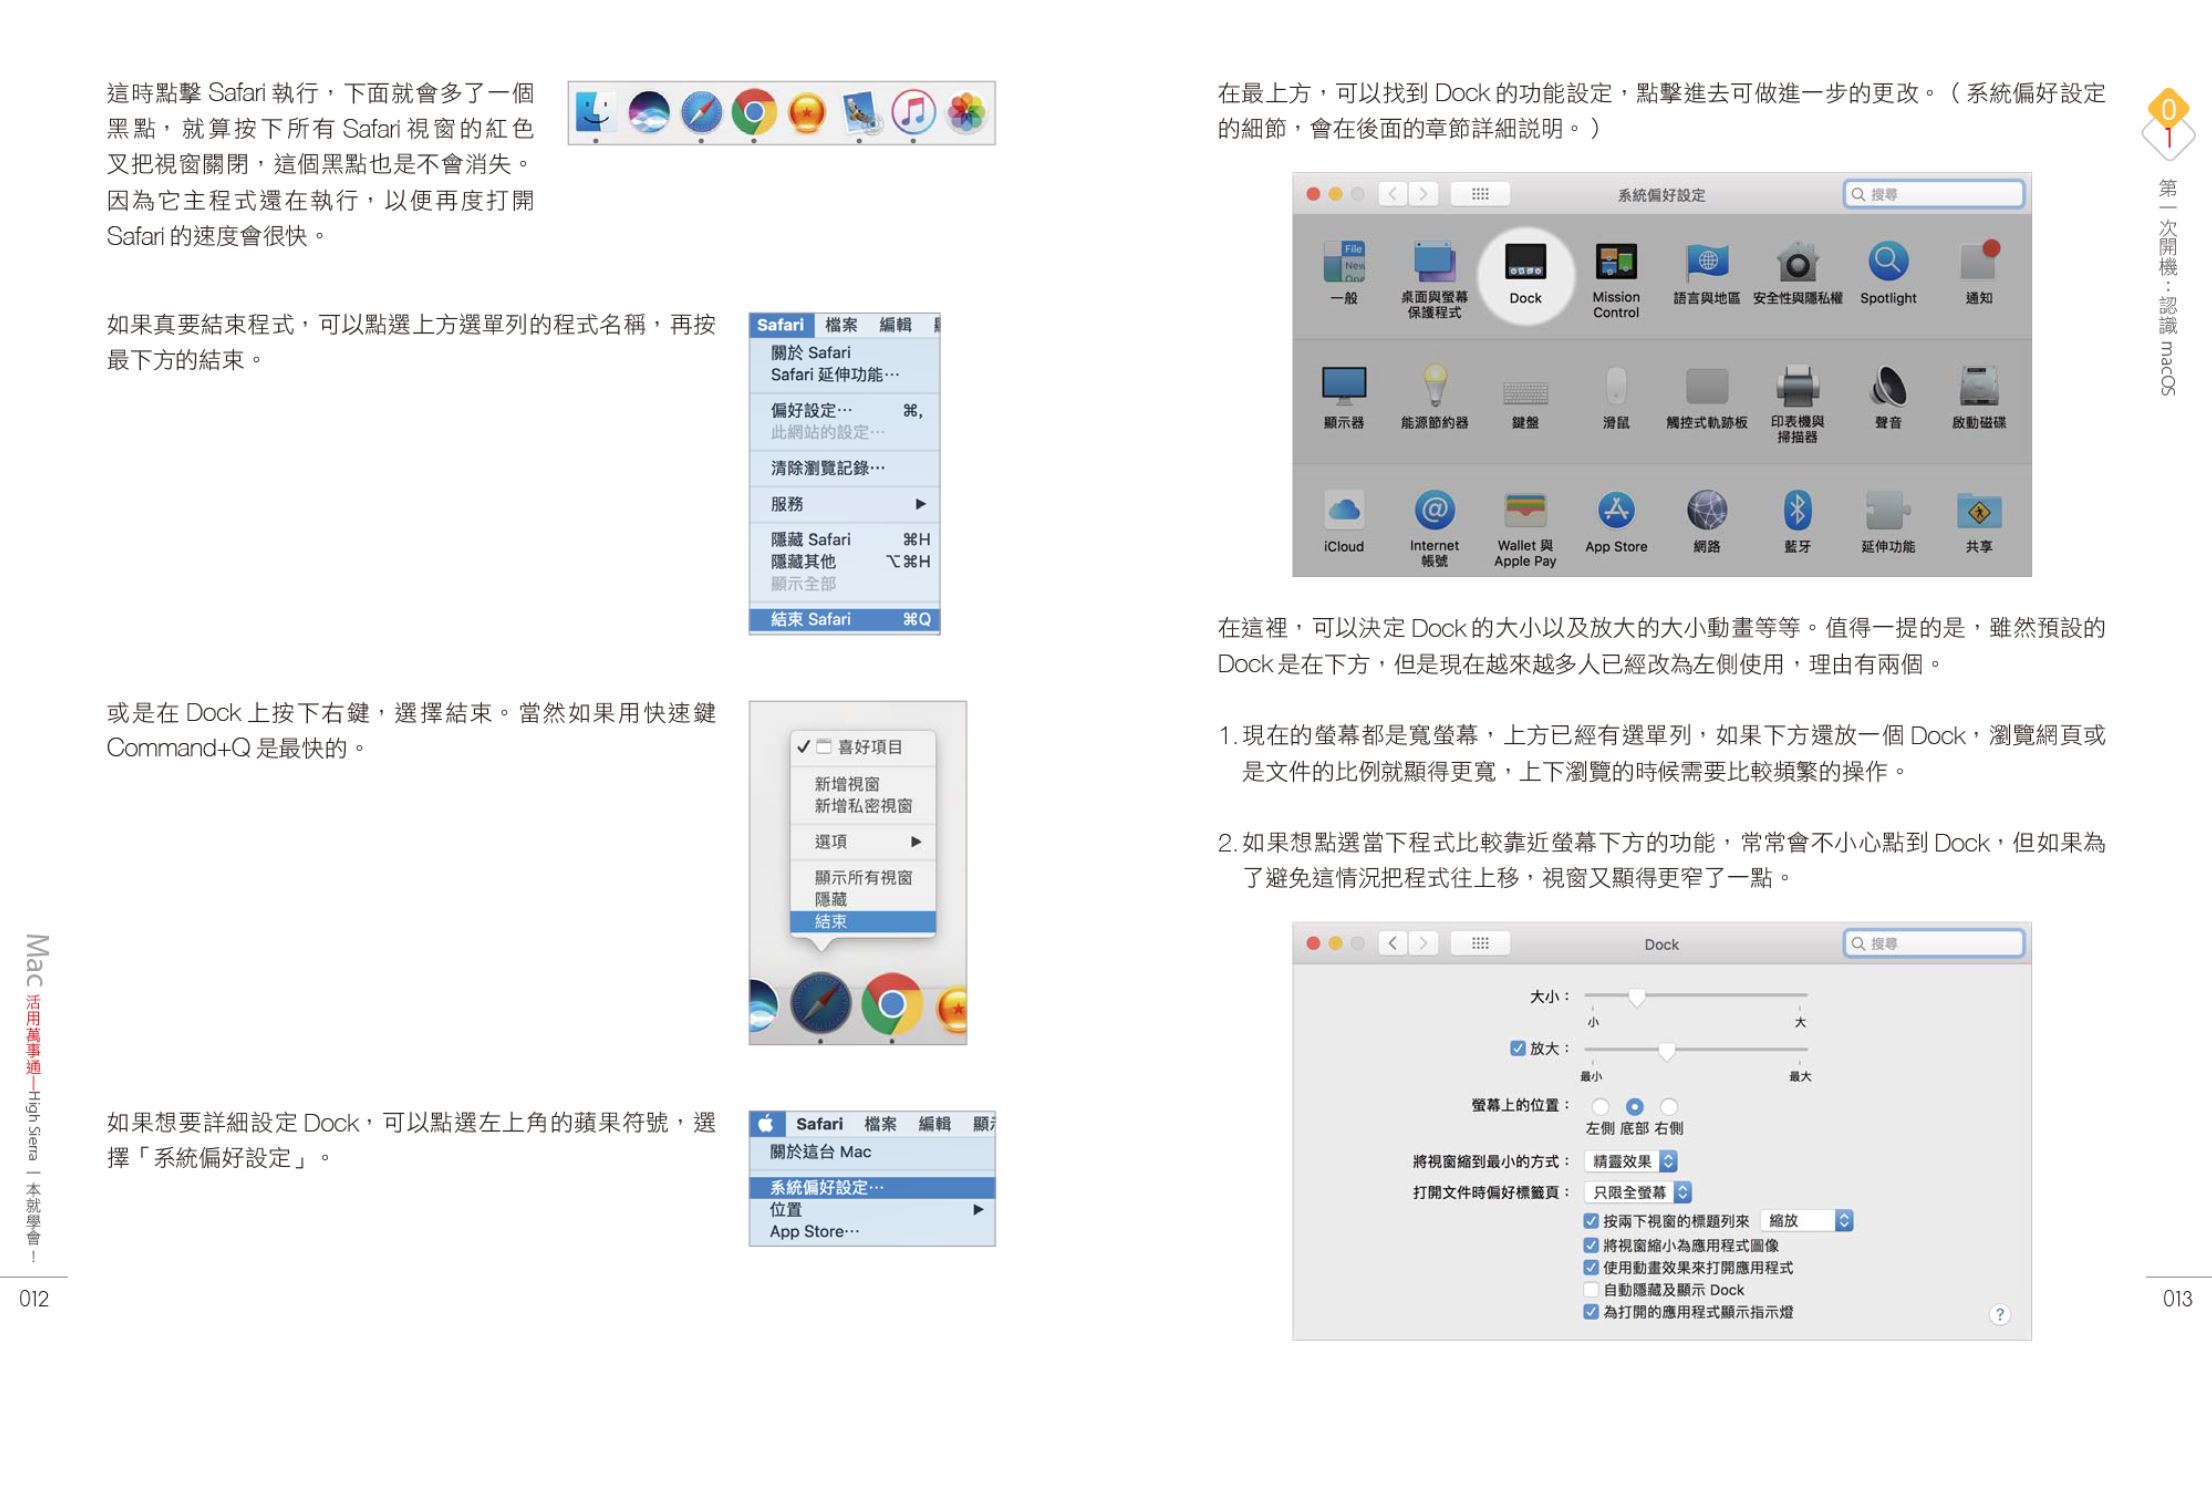 這時點擊 Safari 執行，下面就會多了一個
黑點，就算按下所有 Safari 視窗的紅色
叉把視窗關閉，這個黑點也是不會消失。
因為它主程式還在執行，以便再度打開
Safari 的速度會很快。
如果真要結束程式，可以點選上方選單列的程式名稱，再按
最下方的結束。
Safari 檔案 編輯
關於 Safari
Safari 延伸功能⋯
偏好設定⋯ ⌘,
此網站的設定⋯
清除瀏覽記錄⋯
服務 ▶
隱藏 Safari ⌘H
隱藏其他 ⌥⌘H
顯示全部
結束 Safari ⌘Q
或是在 Dock 上按下右鍵，選擇結束。當然如果用快速鍵
Command+Q 是最快的。
✓ 喜好項目
新增視窗
新增私密視窗
選項 ▶
顯示所有視窗
隱藏
結束
如果想要詳細設定 Dock，可以點選左上角的蘋果符號，選
擇「系統偏好設定」。
Safari 檔案 編輯 顯示
關於這台 Mac
系統偏好設定⋯
位置 ▶
App Store⋯
Mac 活用萬事通—High Sierra 一本就學會！
012
在最上方，可以找到 Dock 的功能設定，點擊進去可做進一步的更改。（系統偏好設定
的細節，會在後面的章節詳細説明。）
系統偏好設定
搜尋
File
New
One
一般 桌面與螢幕 Dock Mission 語言與地區 安全性與隱私權 Spotlight 通知
保護程式 Control
顯示器 能源節約器 鍵盤 滑鼠 觸控式軌跡板 印表機與 聲音 啟動磁碟
掃描器
iCloud Internet Wallet 與 App Store 網路 藍牙 延伸功能 共享
帳號 Apple Pay
在這裡，可以決定 Dock 的大小以及放大的大小動畫等等。值得一提的是，雖然預設的
Dock 是在下方，但是現在越來越多人已經改為左側使用，理由有兩個。
1. 現在的螢幕都是寬螢幕，上方已經有選單列，如果下方還放一個 Dock，瀏覽網頁或
是文件的比例就顯得更寬，上下瀏覽的時候需要比較頻繁的操作。
2. 如果想點選當下程式比較靠近螢幕下方的功能，常常會不小心點到 Dock，但如果為
了避免這情況把程式往上移，視窗又顯得更窄了一點。
Dock
搜尋
大小：
小 大
放大：
最小 最大
螢幕上的位置：
左側 底部 右側
將視窗縮到最小的方式： 精靈效果
打開文件時偏好標籤頁： 只限全螢幕
按兩下視窗的標題列來 縮放
將視窗縮小為應用程式圖像
使用動畫效果來打開應用程式
自動隱藏及顯示 Dock
為打開的應用程式顯示指示燈
?
01
第一次開機：認識 macOS
013